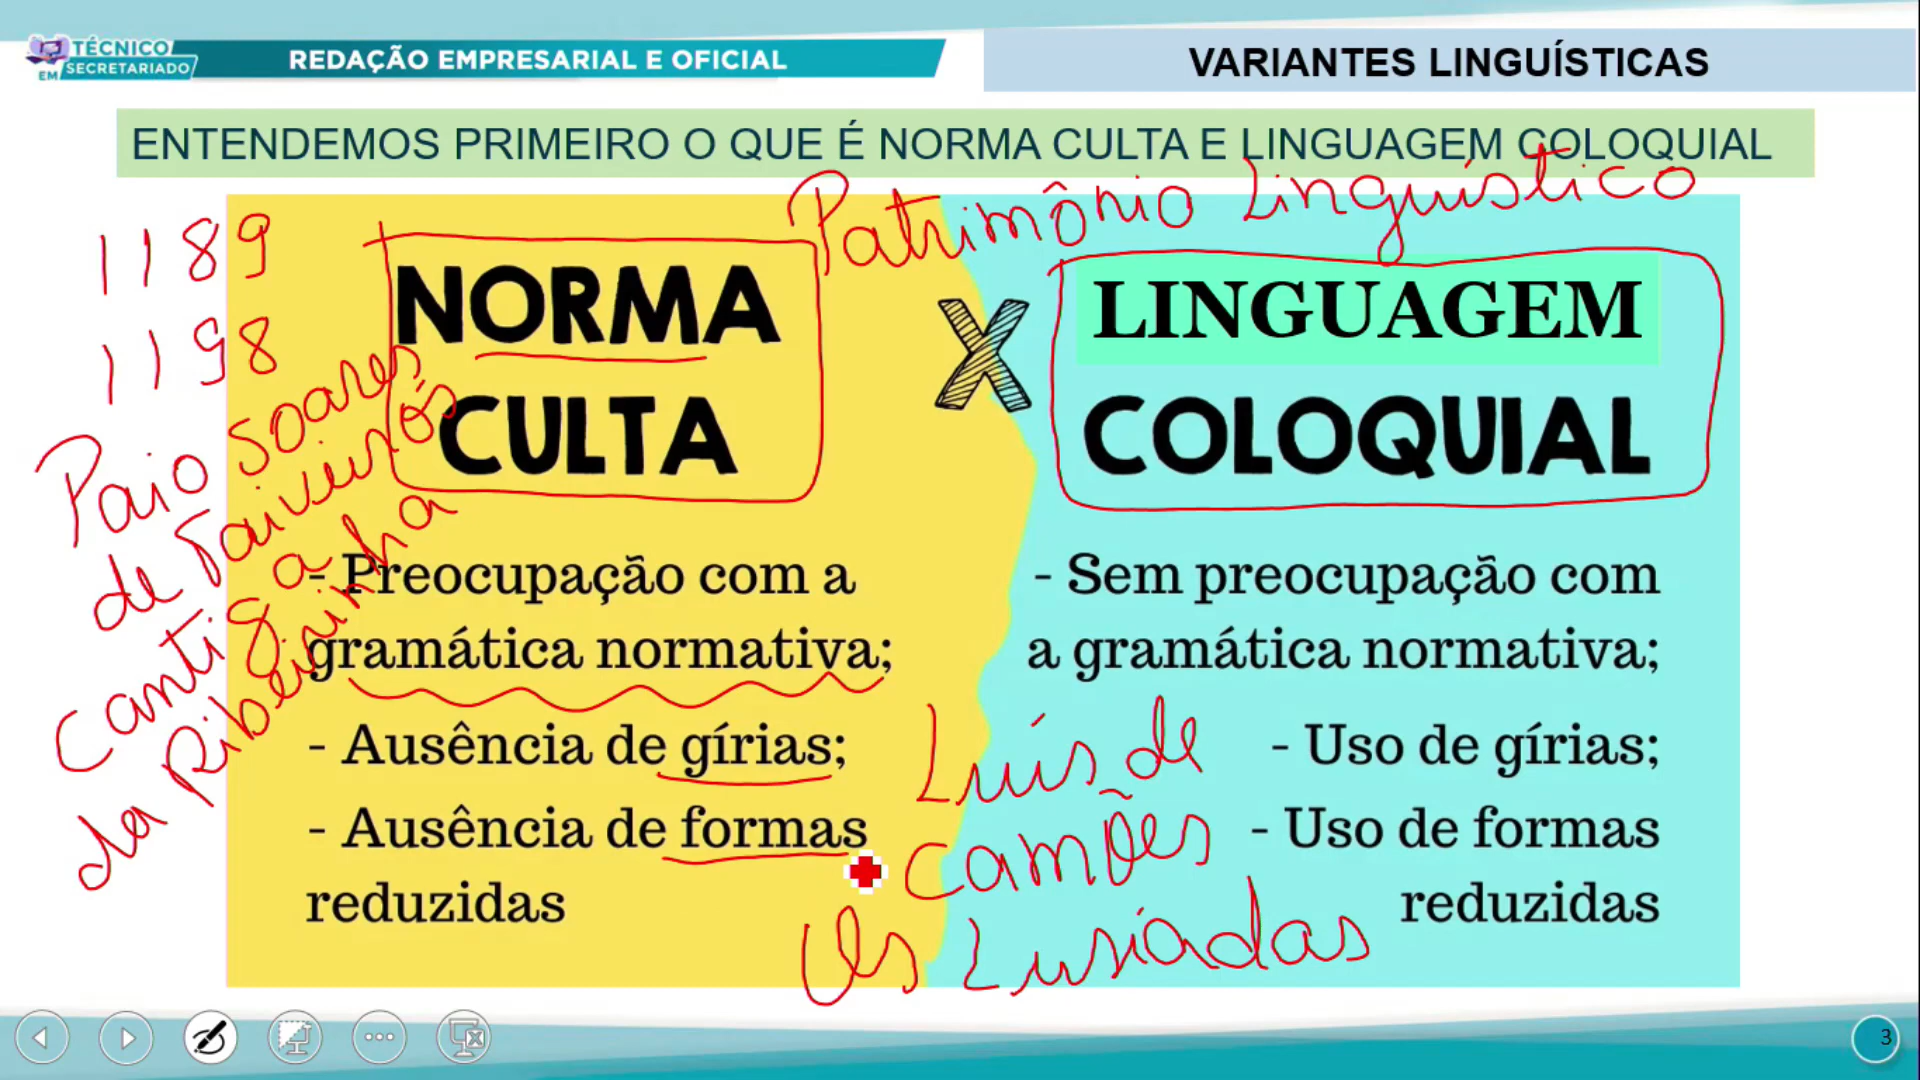 TÉCNICO
EM SECRETARIADO
REDAÇÃO EMPRESARIAL E OFICIAL
VARIANTES LINGUÍSTICAS
ENTENDEMOS PRIMEIRO O QUE É NORMA CULTA E LINGUAGEM COLOQUIAL
Patrimônio Linguístico
1189
1198
Paio Soares
de Taiveirós
Cantiga
da Ribeirinha
NORMA
CULTA
X
LINGUAGEM
COLOQUIAL
- Preocupação com a
gramática normativa;
- Ausência de gírias;
- Ausência de formas
reduzidas
- Sem preocupação com
a gramática normativa;
- Uso de gírias;
- Uso de formas
reduzidas
Luís de
Camões
Os Lusíadas
3